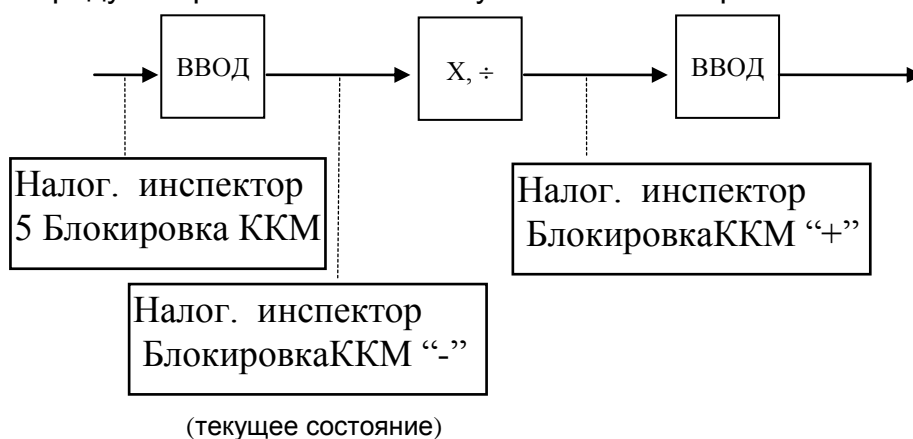 ВВОД
X, ÷
ВВОД
Налог. инспектор
5 Блокировка ККМ
Налог. инспектор
БлокировкаККМ “+”
Налог. инспектор
БлокировкаККМ “-”
(текущее состояние)